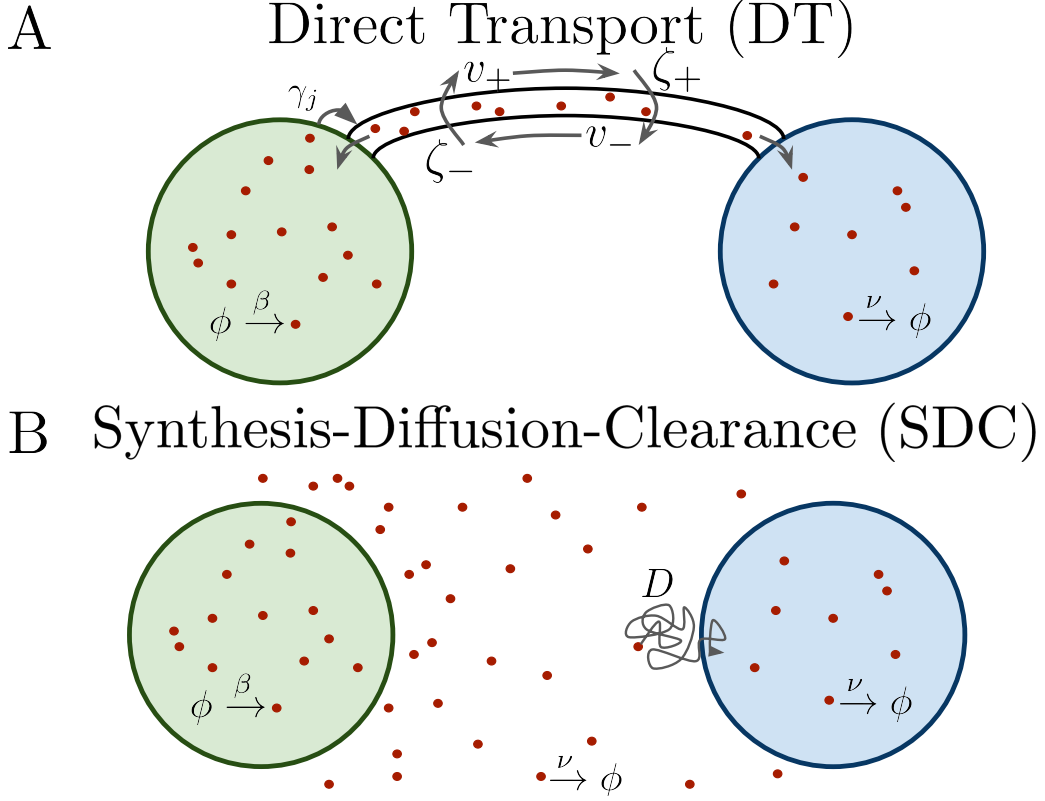 A Direct Transport (DT)
v₊ ζ₊
γⱼ
ζ₋ v₋
ϕ →^β
→^ν ϕ
B Synthesis-Diffusion-Clearance (SDC)
D
ϕ →^β
→^ν ϕ
→^ν ϕ